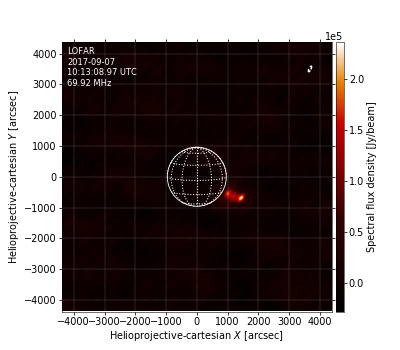 1e5
LOFAR
2017-09-07
10:13:08.97 UTC
69.92 MHz
4000
3000
2000
1000
0
−1000
−2000
−3000
−4000
Helioprojective-cartesian Y [arcsec]
−4000 −3000 −2000 −1000 0 1000 2000 3000 4000
Helioprojective-cartesian X [arcsec]
2.0
1.5
1.0
0.5
0.0
Spectral flux density [Jy/beam]